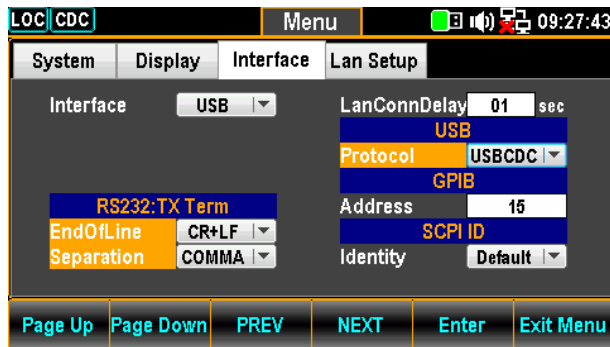 LOC CDC Menu 09:27:43
System Display Interface Lan Setup
Interface USB
LanConnDelay 01 sec
USB
Protocol USBCDC
GPIB
RS232:TX Term
Address 15
EndOfLine CR+LF
SCPI ID
Separation COMMA
Identity Default
Page Up Page Down PREV NEXT Enter Exit Menu